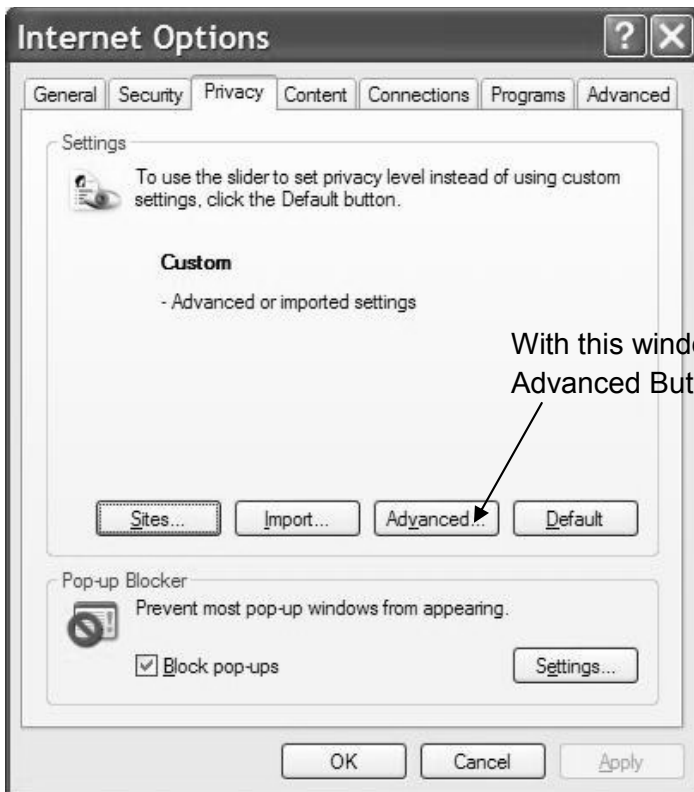 Internet Options
General Security Privacy Content Connections Programs Advanced
Settings
To use the slider to set privacy level instead of using custom
settings, click the Default button.
Custom
- Advanced or imported settings
With this
Advanced
Sites... Import... Advanced... Default
Pop-up Blocker
Prevent most pop-up windows from appearing.
Block pop-ups
Settings...
OK Cancel Apply